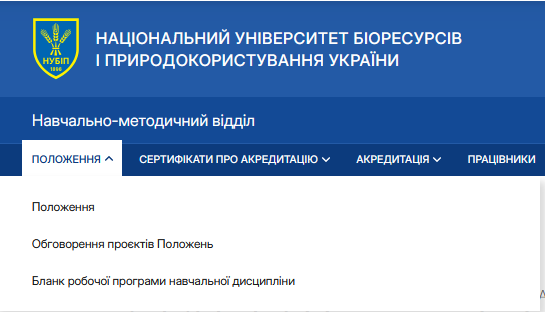 НАЦІОНАЛЬНИЙ УНІВЕРСИТЕТ БІОРЕСУРСІВ
І ПРИРОДОКОРИСТУВАННЯ УКРАЇНИ
НУБІП
1898
Навчально-методичний відділ
ПОЛОЖЕННЯ СЕРТИФІКАТИ ПРО АКРЕДИТАЦІЮ АКРЕДИТАЦІЯ ПРАЦІВНИКИ
Положення
Обговорення проєктів Положень
Бланк робочої програми навчальної дисципліни